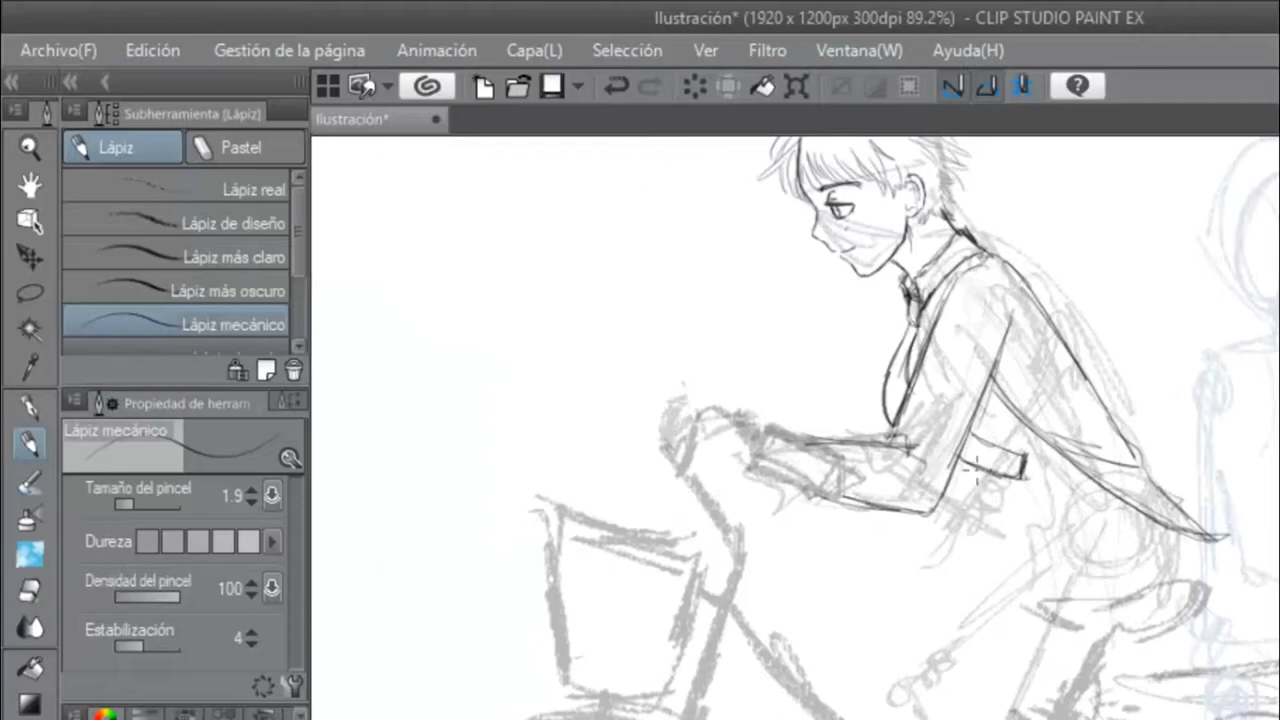 Ilustración* (1920 x 1200px 300dpi 89.2%) - CLIP STUDIO PAINT EX
Archivo(F) Edición Gestión de la página Animación Capa(L) Selección Ver Filtro Ventana(W) Ayuda(H)
Subherramienta [Lápiz]
Ilustración*
Lápiz Pastel
Lápiz real
Lápiz de diseño
Lápiz más claro
Lápiz más oscuro
Lápiz mecánico
Propiedad de herram
Lápiz mecánico
Tamaño del pincel 1.9
Dureza
Densidad del pincel 100
Estabilización 4